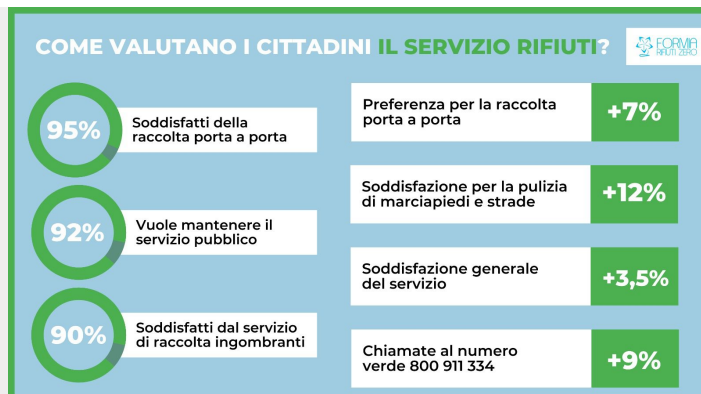 COME VALUTANO I CITTADINI IL SERVIZIO RIFIUTI?
FORMIA
RIFIUTI ZERO
95%
Soddisfatti della
raccolta porta a porta
92%
Vuole mantenere il
servizio pubblico
90%
Soddisfatti dal servizio
di raccolta ingombranti
Preferenza per la raccolta
porta a porta
+7%
Soddisfazione per la pulizia
di marciapiedi e strade
+12%
Soddisfazione generale
del servizio
+3,5%
Chiamate al numero
verde 800 911 334
+9%